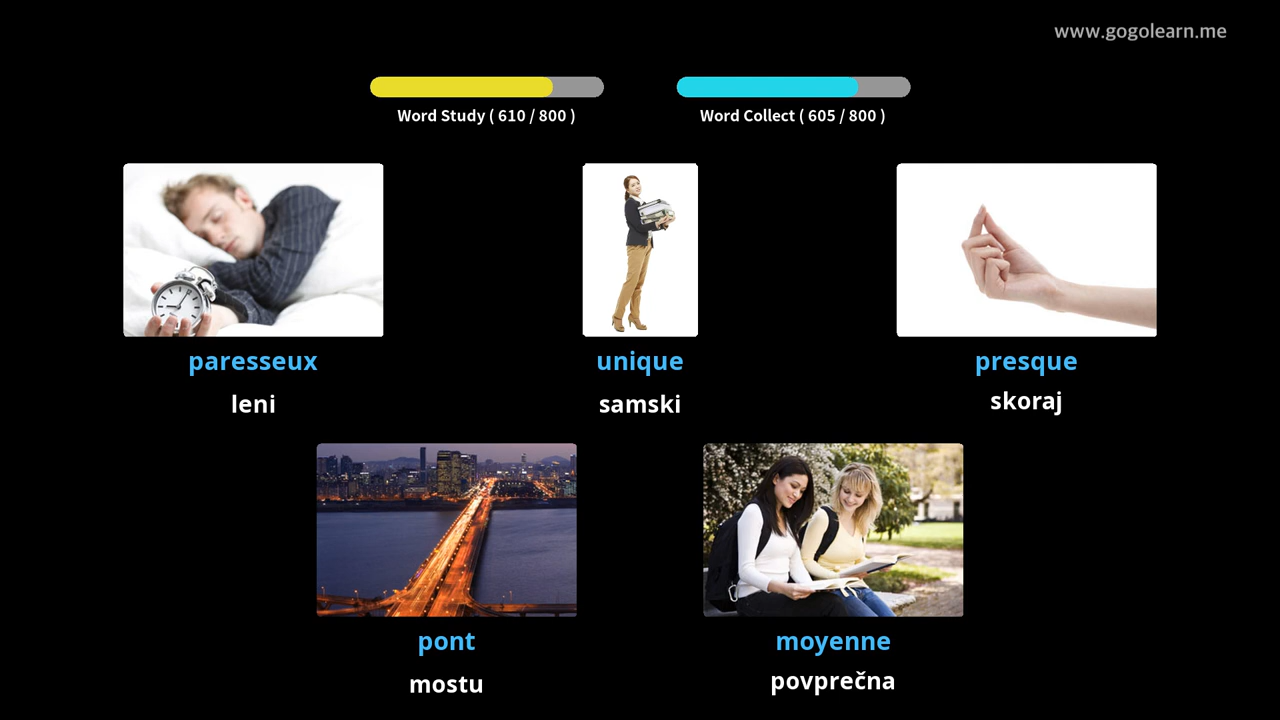 www.gogolearn.me
Word Study ( 610 / 800 )
Word Collect ( 605 / 800 )
paresseux
leni
unique
samski
presque
skoraj
pont
mostu
moyenne
povprečna